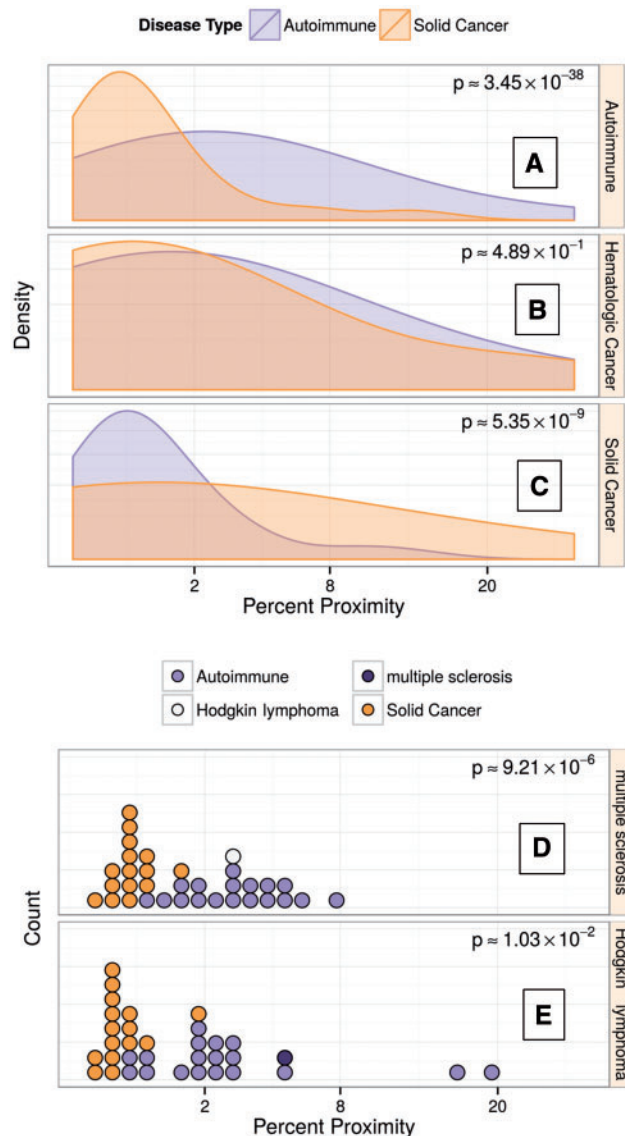 Disease Type Autoimmune Solid Cancer
p ≈ 3.45 × 10⁻³⁸
A
Autoimmune
p ≈ 4.89 × 10⁻¹
B
Hematologic Cancer
Density
p ≈ 5.35 × 10⁻⁹
C
Solid Cancer
2 8 20
Percent Proximity
Autoimmune multiple sclerosis
Hodgkin lymphoma Solid Cancer
p ≈ 9.21 × 10⁻⁶
D
multiple sclerosis
Count
p ≈ 1.03 × 10⁻²
E
Hodgkin lymphoma
2 8 20
Percent Proximity